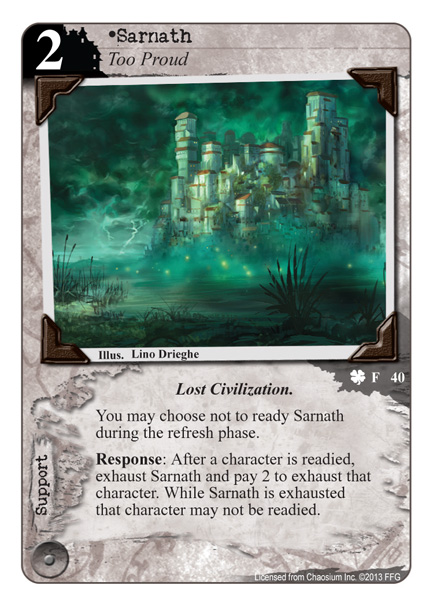 2
•Sarnath
Too Proud
Illus. Lino Drieghe
F 40
Lost Civilization.
You may choose not to ready Sarnath
during the refresh phase.
Response: After a character is readied,
exhaust Sarnath and pay 2 to exhaust that
character. While Sarnath is exhausted
that character may not be readied.
Support
Licensed from Chaosium Inc. ©2013 FFG